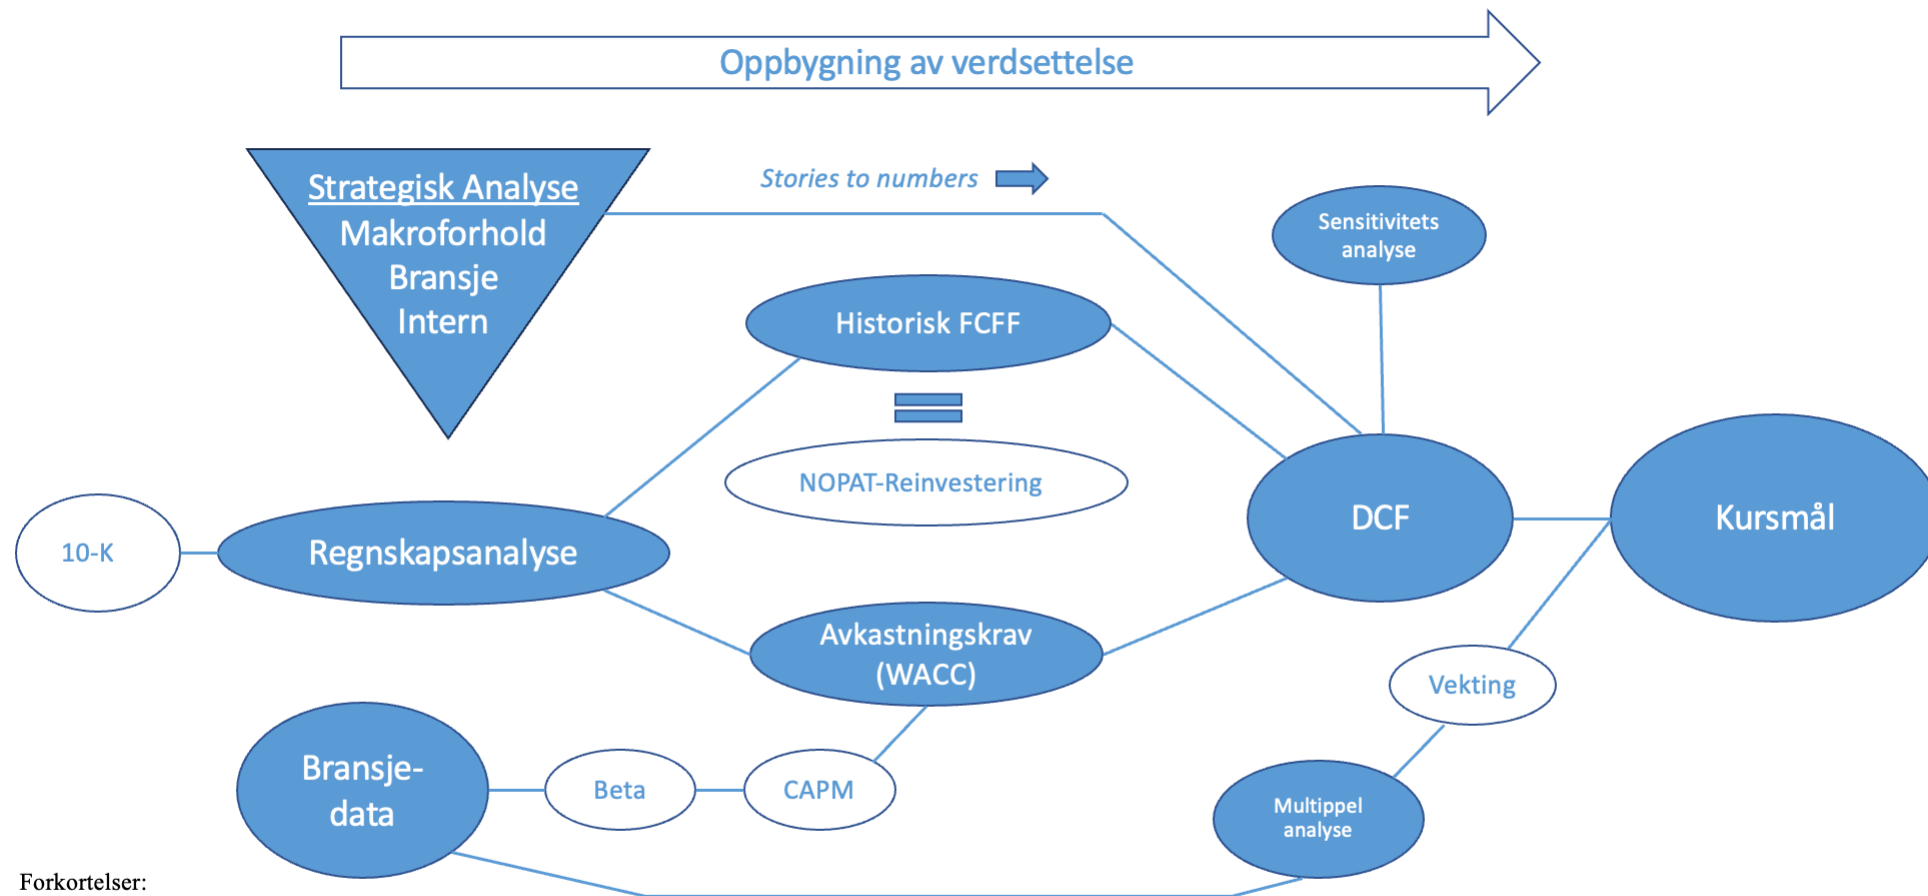 Oppbygning av verdsettelse
Strategisk Analyse
Makroforhold
Bransje
Intern
Stories to numbers
Sensitivitets
analyse
Historisk FCFF
NOPAT-Reinvestering
10-K
Regnskapsanalyse
DCF
Kursmål
Avkastningskrav
(WACC)
Vekting
Bransje-
data
Beta
CAPM
Multippel
analyse
Forkortelser: